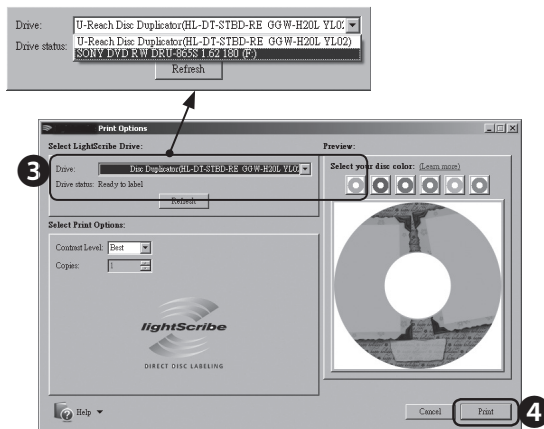 Drive: U-Reach Disc Duplicator(HL-DT-STBD-RE GGW-H20L YL0
U-Reach Disc Duplicator(HL-DT-STBD-RE GGW-H20L YL02)
Drive status: SONY DVD RW DRU-865S 1.62 180 (F:)
Refresh
Print Options
Select LightScribe Drive:
3
Drive: Disc Duplicator(HL-DT-STBD-RE GGW-H20L YL0
Drive status: Ready to label
Refresh
Select Print Options:
Contrast Level: Best
Copies: 1
lightScribe
DIRECT DISC LABELING
Preview:
Select your disc color: (Learn more)
Help
Cancel
Print
4